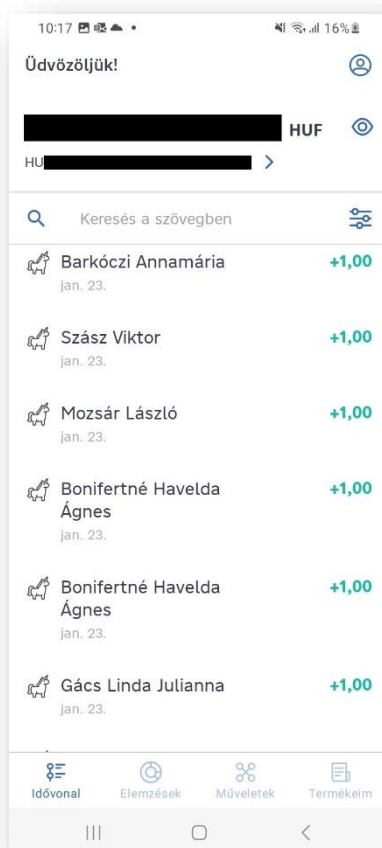 10:17 16%
Üdvözöljük!
HUF
HU
Keresés a szövegben
Barkóczi Annamária +1,00
jan. 23.
Szász Viktor +1,00
jan. 23.
Mozsár László +1,00
jan. 23.
Bonifertné Havelda +1,00
Ágnes
jan. 23.
Bonifertné Havelda +1,00
Ágnes
jan. 23.
Gács Linda Julianna +1,00
jan. 23.
Idővonal Elemzések Műveletek Termékeim